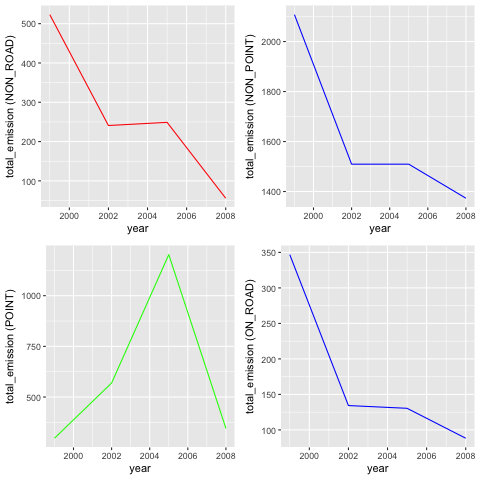 total_emission (NON_ROAD)
500
400
300
200
100
2000 2002 2004 2006 2008
year
total_emission (NON_POINT)
2000
1800
1600
1400
2000 2002 2004 2006 2008
year
total_emission (POINT)
1000
750
500
2000 2002 2004 2006 2008
year
total_emission (ON_ROAD)
350
300
250
200
150
100
2000 2002 2004 2006 2008
year